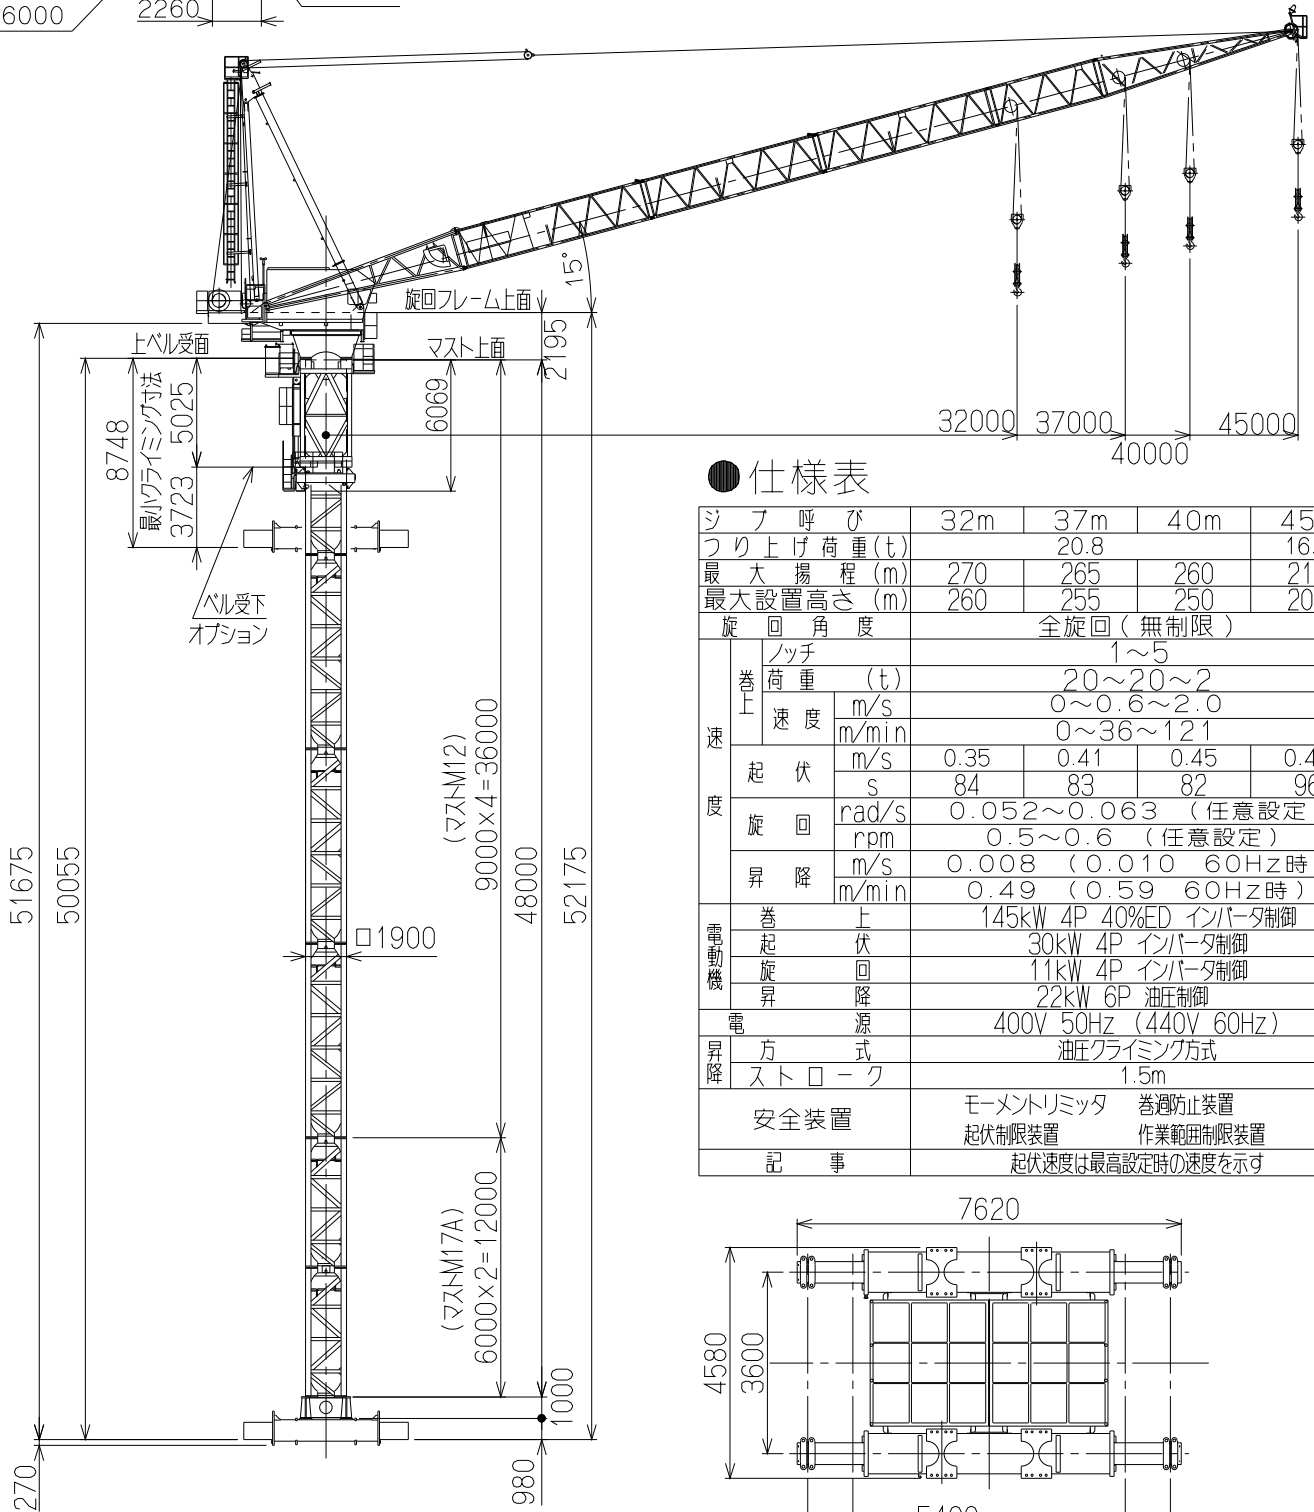 6000
2260
15°
旋回フレーム上面
2195
上ベル受面
マスト上面
8748
最小クライミング寸法
5025
3723
6069
32000
37000
40000
45000
ベル受下
オプション
(マストM12)
9000×4=36000
48000
52175
51675
50055
□1900
(マストM17A)
6000×2=12000
1000
980
270
●仕様表
ジブ呼び 32m 37m 40m
つり上げ荷重(t) 20.8
最大揚程(m) 270 265 260
最大設置高さ(m) 260 255 250
旋回角度 全旋回(無制限)
速度
巻上 ノッチ 1~5
荷重(t) 20~20~2
速度 m/s 0~0.6~2.0
m/min 0~36~121
起伏 m/s 0.35 0.41 0.45
s 84 83 82
旋回 rad/s 0.052~0.063 (任意設定
rpm 0.5~0.6 (任意設定)
昇降 m/s 0.008 (0.010 60Hz時
m/min 0.49 (0.59 60Hz時)
電動機
巻上 145kW 4P 40%ED インバータ制御
起伏 30kW 4P インバータ制御
旋回 11kW 4P インバータ制御
昇降 22kW 6P 油圧制御
電源 400V 50Hz (440V 60Hz)
昇降
方式 油圧クライミング方式
ストローク 1.5m
安全装置 モーメントリミッタ 巻過防止装置
起伏制限装置 作業範囲制限装置
記事 起伏速度は最高設定時の速度を示す
7620
4580
3600